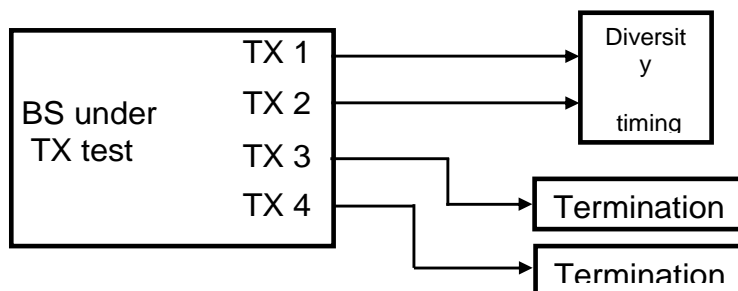 TX 1
TX 2
TX 3
TX 4
BS under
TX test
Diversit
y
timing
Termination
Termination